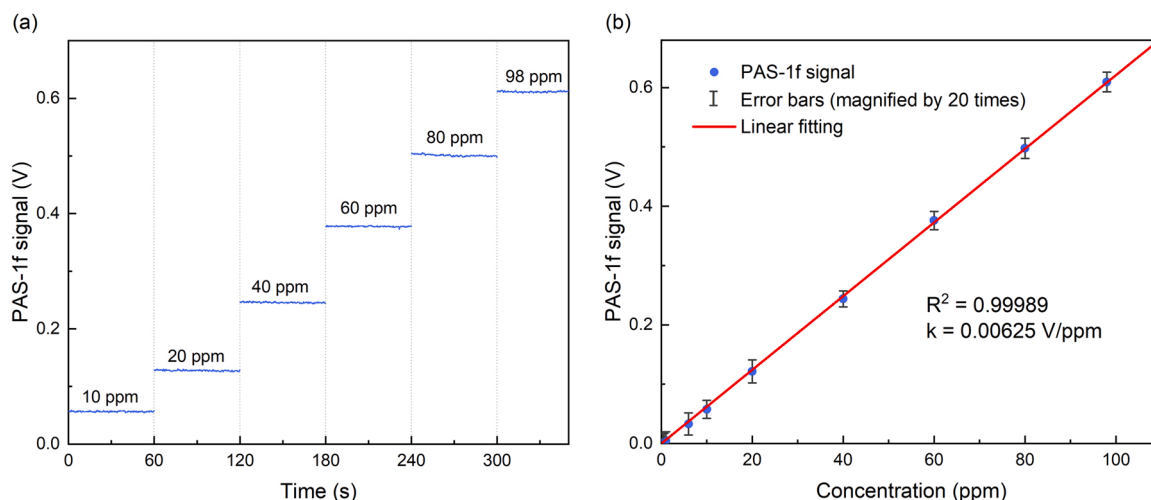 (a)
PAS-1f signal (V)
0.6
0.4
0.2
0.0
10 ppm
20 ppm
40 ppm
60 ppm
80 ppm
98 ppm
0
60
120
180
240
300
Time (s)
(b)
PAS-1f signal (V)
0.6
0.4
0.2
0.0
PAS-1f signal
Error bars (magnified by 20 times)
Linear fitting
R² = 0.99989
k = 0.00625 V/ppm
0
20
40
60
80
100
Concentration (ppm)